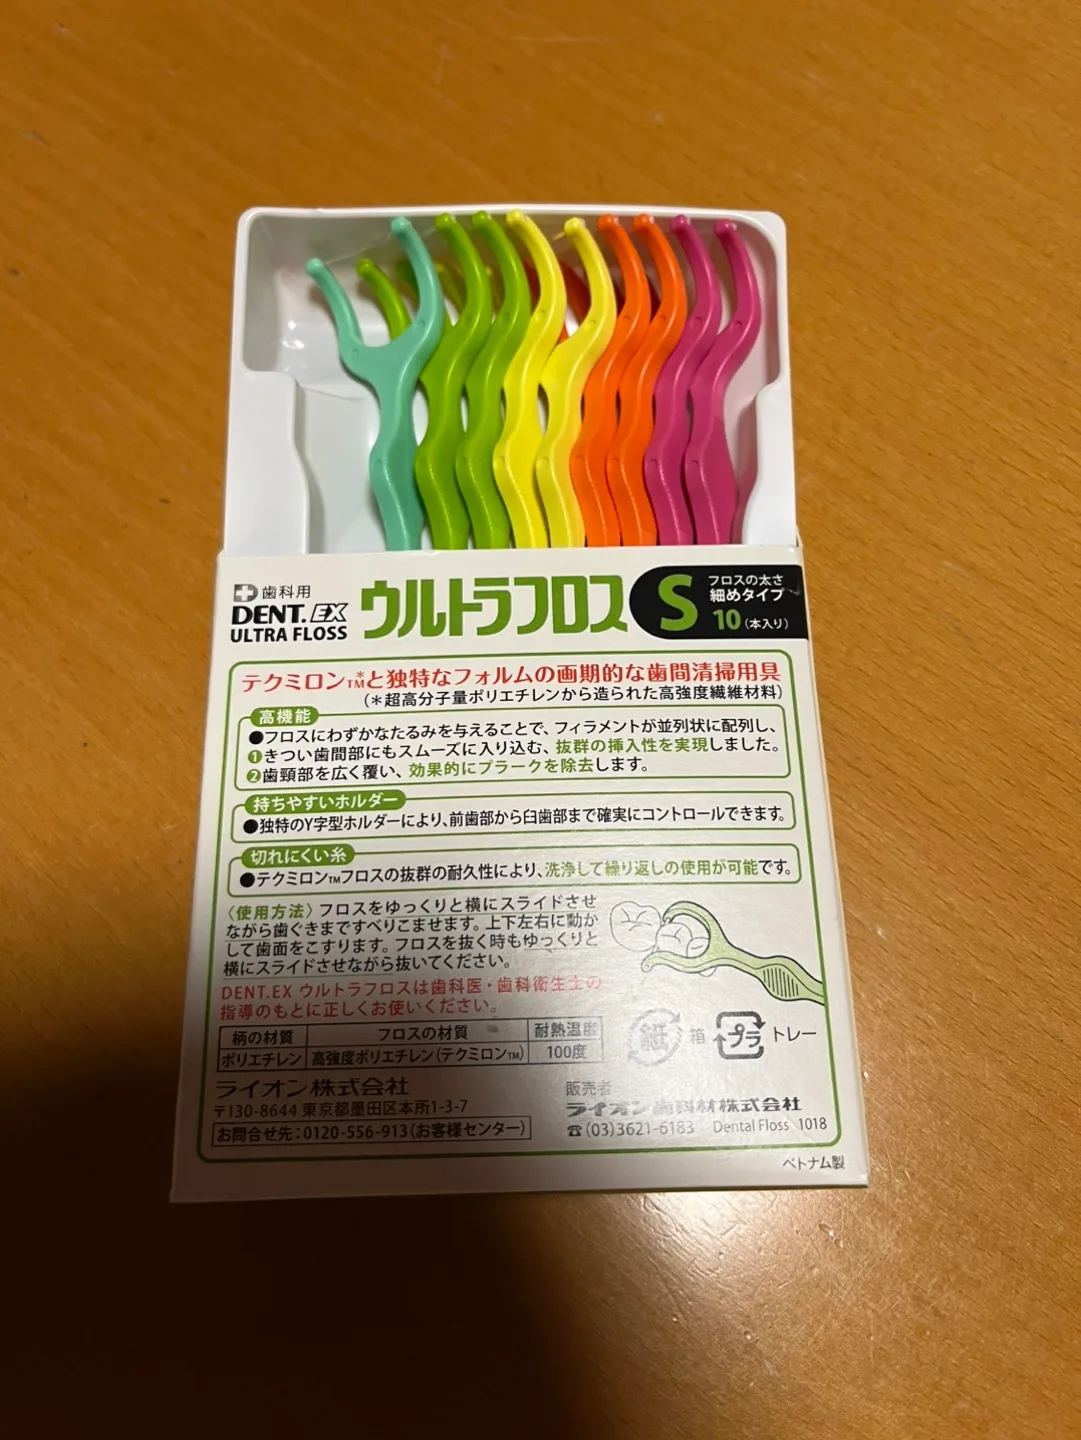 歯科用
DENT.EX
ULTRA FLOSS
ウルトラフロス
S
フロスの太さ
細めタイプ
10(本入り)
テクミロン™*と独特なフォルムの画期的な歯間清掃用具
(*超高分子量ポリエチレンから造られた高強度繊維材料)
高機能
●フロスにわずかなたるみを与えることで、フィラメントが並列状に配列し、
❶きつい歯間部にもスムーズに入り込む、抜群の挿入性を実現しました。
❷歯頸部を広く覆い、効果的にプラークを除去します。
持ちやすいホルダー
●独特のY字型ホルダーにより、前歯部から臼歯部まで確実にコントロールできます。
切れにくい糸
●テクミロン™フロスの抜群の耐久性により、洗浄して繰り返しの使用が可能です。
〈使用方法〉フロスをゆっくりと横にスライドさせ
ながら歯ぐきまですべりこませます。上下左右に動か
して歯面をこすります。フロスを抜く時もゆっくりと
横にスライドさせながら抜いてください。
DENT.EX ウルトラフロスは歯科医・歯科衛生士の
指導のもとに正しくお使いください。
柄の材質 フロスの材質 耐熱温度
ポリエチレン 高強度ポリエチレン(テクミロン™) 100度
紙 箱 プラ トレー
ライオン株式会社
〒130-8644 東京都墨田区本所1-3-7
お問合せ先:0120-556-913(お客様センター)
販売者
ライオン歯科材株式会社
☎(03)3621-6183 Dental Floss 1018
ベトナム製